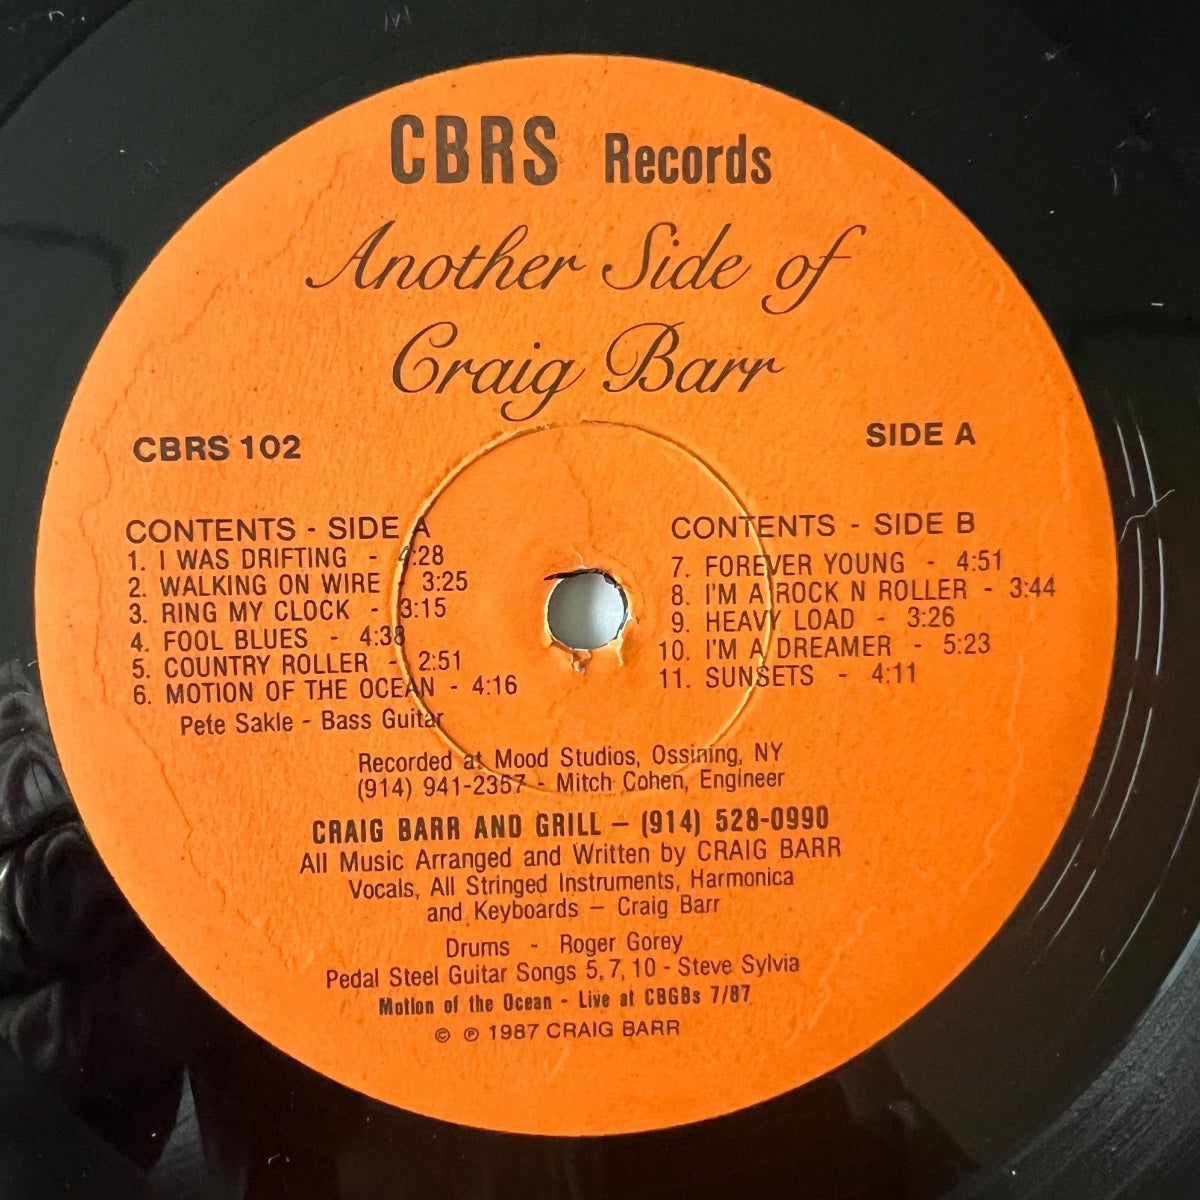 CBRS Records
Another Side of
Craig Barr
CBRS 102
SIDE A
CONTENTS - SIDE A
1. I WAS DRIFTING - 4:28
2. WALKING ON WIRE - 3:25
3. RING MY CLOCK - 3:15
4. FOOL BLUES - 4:38
5. COUNTRY ROLLER - 2:51
6. MOTION OF THE OCEAN - 4:16
Pete Sakle - Bass Guitar
CONTENTS - SIDE B
7. FOREVER YOUNG - 4:51
8. I'M A ROCK N ROLLER - 3:44
9. HEAVY LOAD - 3:26
10. I'M A DREAMER - 5:23
11. SUNSETS - 4:11
Recorded at Mood Studios, Ossining, NY
(914) 941-2357 - Mitch Cohen, Engineer
CRAIG BARR AND GRILL – (914) 528-0990
All Music Arranged and Written by CRAIG BARR
Vocals, All Stringed Instruments, Harmonica
and Keyboards – Craig Barr
Drums - Roger Gorey
Pedal Steel Guitar Songs 5, 7, 10 - Steve Sylvia
Motion of the Ocean - Live at CBGBs 7/87
© ℗ 1987 CRAIG BARR